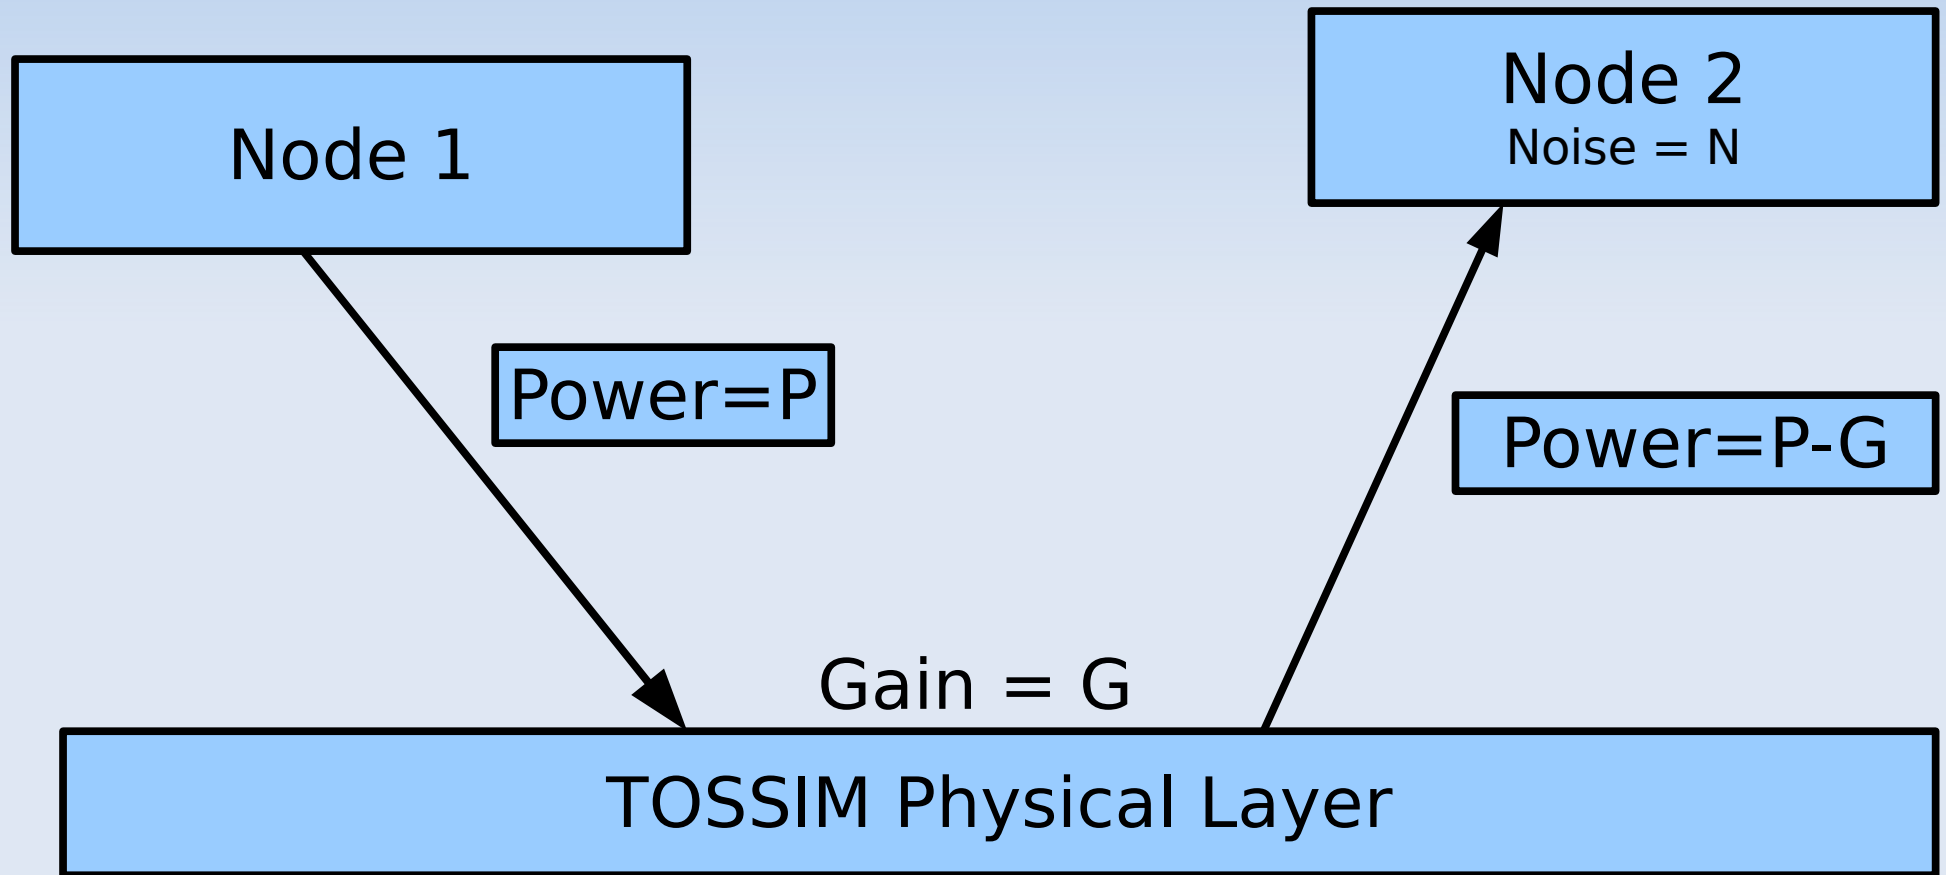 Node 1
Node 2
Noise = N
Power=P
Power=P-G
Gain = G
TOSSIM Physical Layer